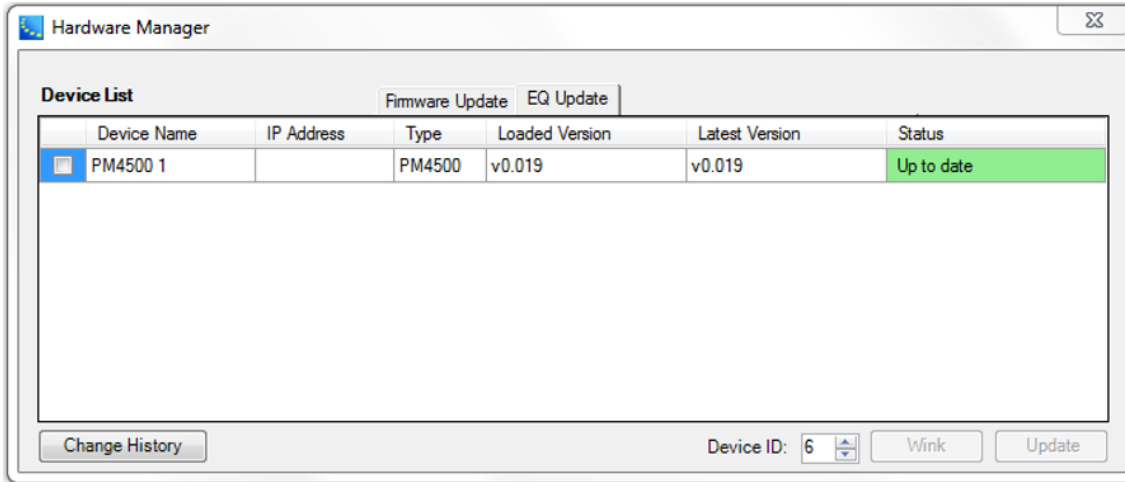 Hardware Manager
Device List
Firmware Update EQ Update
Device Name IP Address Type Loaded Version Latest Version Status
PM4500 1 PM4500 v0.019 v0.019 Up to date
Change History Device ID: 6 Wink Update